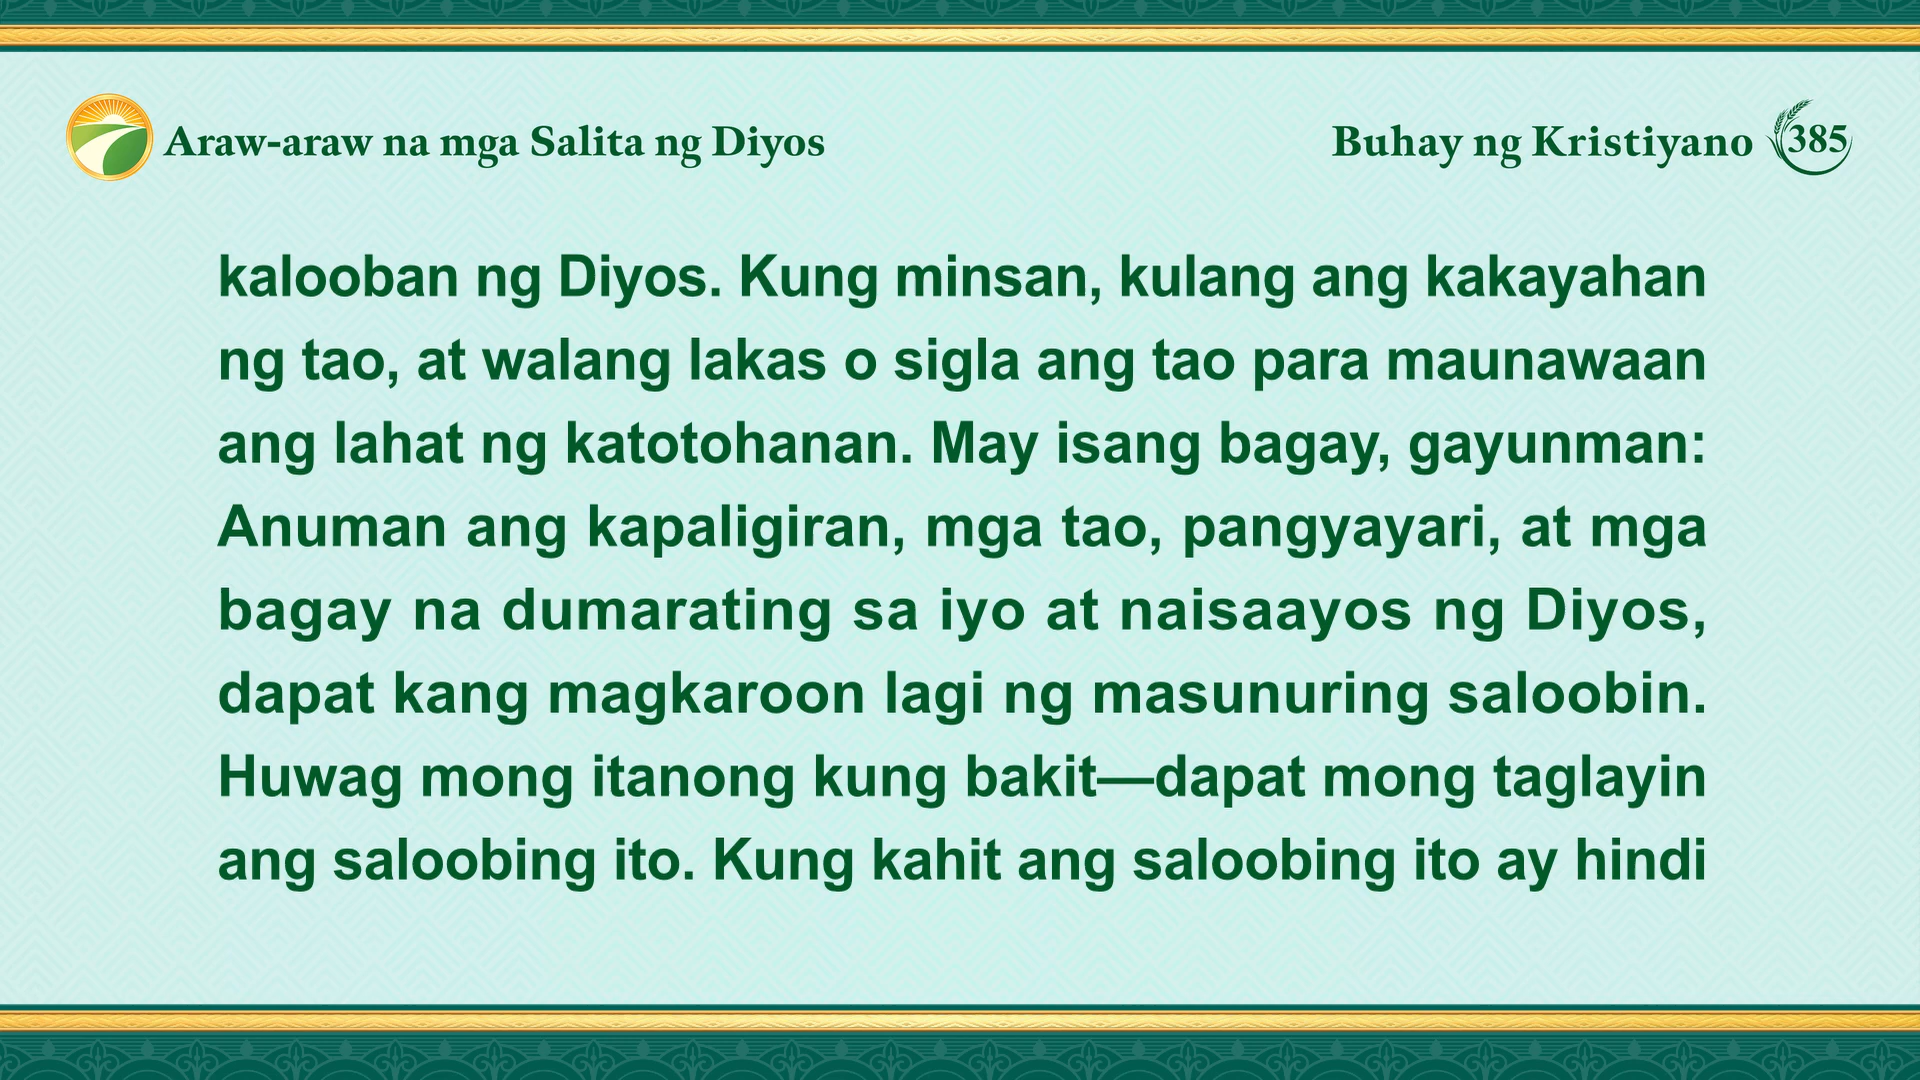 Araw-araw na mga Salita ng Diyos
Buhay ng Kristiyano 385
kalooban ng Diyos. Kung minsan, kulang ang kakayahan
ng tao, at walang lakas o sigla ang tao para maunawaan
ang lahat ng katotohanan. May isang bagay, gayunman:
Anuman ang kapaligiran, mga tao, pangyayari, at mga
bagay na dumarating sa iyo at naisaayos ng Diyos,
dapat kang magkaroon lagi ng masunuring saloobin.
Huwag mong itanong kung bakit—dapat mong taglayin
ang saloobing ito. Kung kahit ang saloobing ito ay hindi